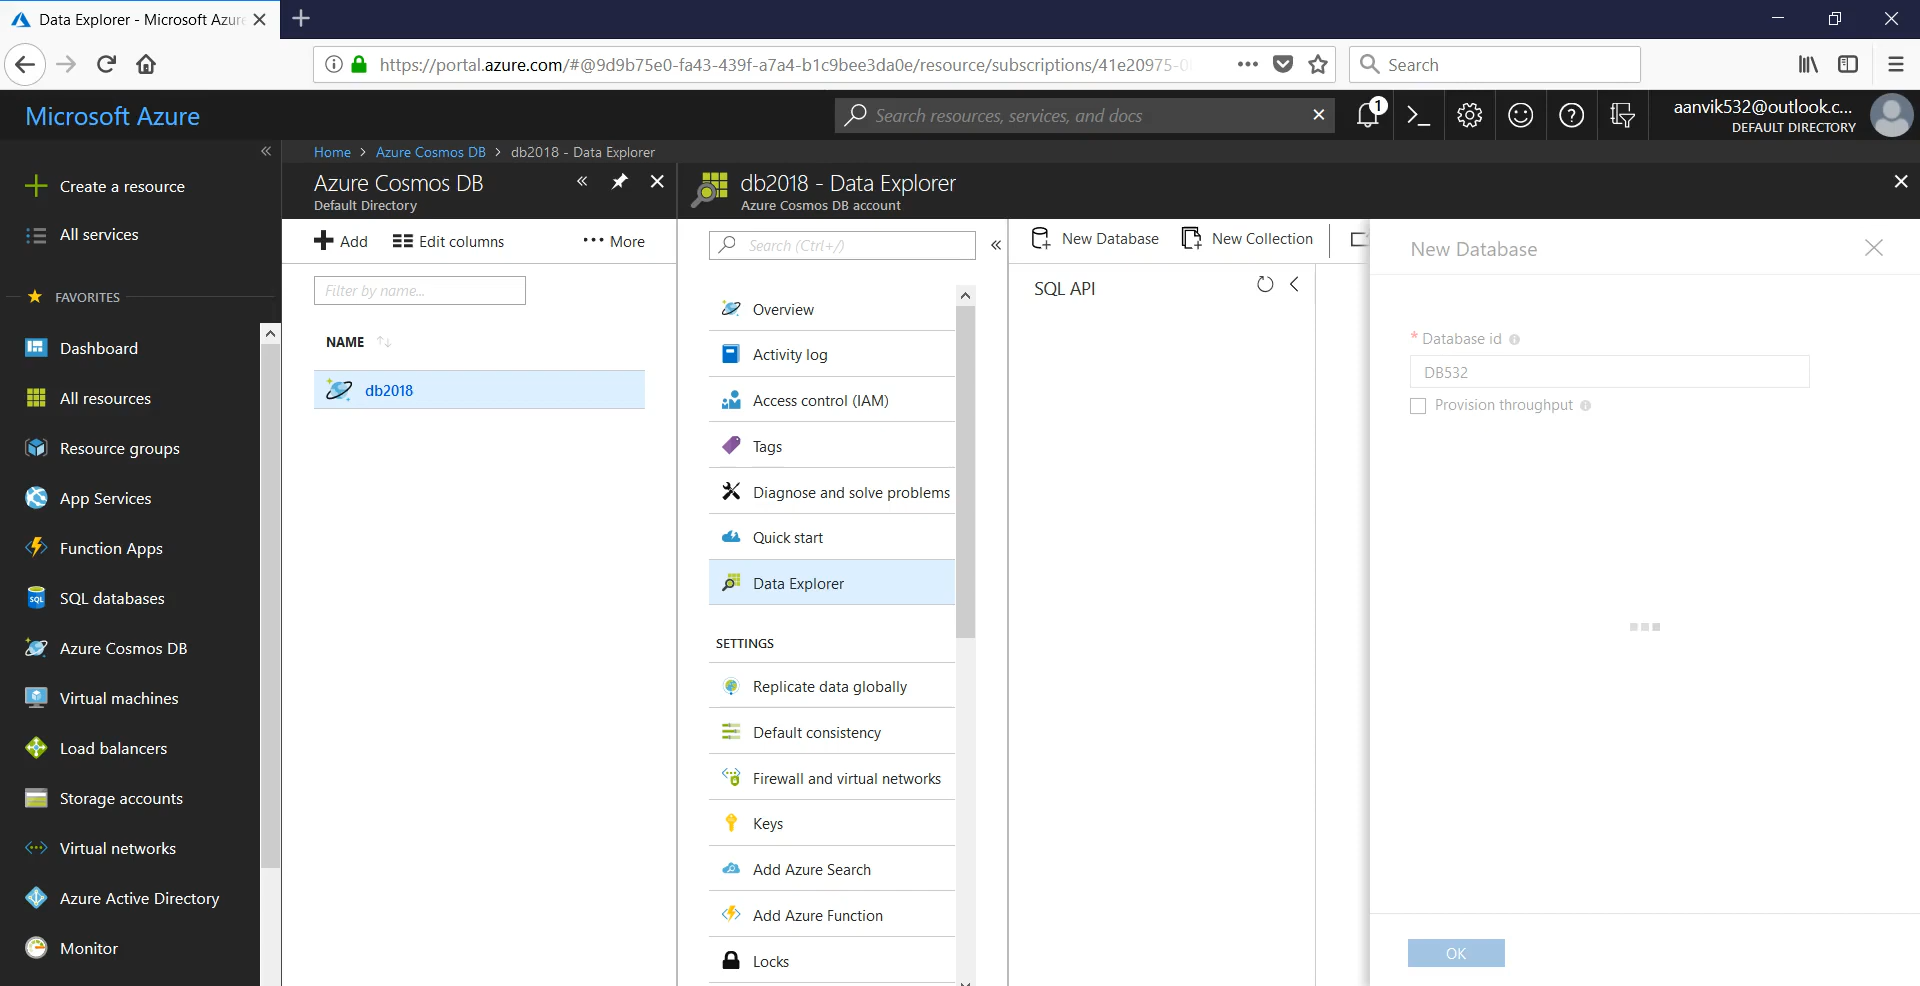 Data Explorer - Microsoft Azure
https://portal.azure.com/#@9d9b75e0-fa43-439f-a7a4-b1c9bee3da0e/resource/subscriptions/41e20975-0
Search
Microsoft Azure
Search resources, services, and docs
1
aanvik532@outlook.c...
DEFAULT DIRECTORY
Create a resource
All services
FAVORITES
Dashboard
All resources
Resource groups
App Services
Function Apps
SQL databases
Azure Cosmos DB
Virtual machines
Load balancers
Storage accounts
Virtual networks
Azure Active Directory
Monitor
Home > Azure Cosmos DB > db2018 - Data Explorer
Azure Cosmos DB
Default Directory
Add
Edit columns
More
Filter by name...
NAME
db2018
db2018 - Data Explorer
Azure Cosmos DB account
Search (Ctrl+/)
Overview
Activity log
Access control (IAM)
Tags
Diagnose and solve problems
Quick start
Data Explorer
SETTINGS
Replicate data globally
Default consistency
Firewall and virtual networks
Keys
Add Azure Search
Add Azure Function
Locks
New Database
New Collection
SQL API
New Database
* Database id
DB532
Provision throughput
OK